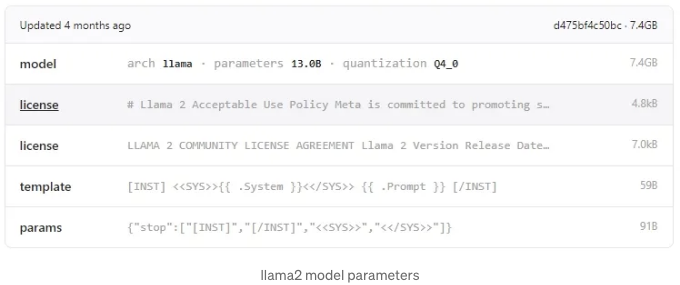 Updated 4 months ago d475bf4c50bc · 7.4GB
model arch llama · parameters 13.0B · quantization Q4_0 7.4GB
license # Llama 2 Acceptable Use Policy Meta is committed to promoting s… 4.8kB
license LLAMA 2 COMMUNITY LICENSE AGREEMENT Llama 2 Version Release Date… 7.0kB
template [INST] <<SYS>>{{ .System }}<</SYS>> {{ .Prompt }} [/INST] 59B
params {"stop":["[INST]","[/INST]","<<SYS>>","<</SYS>>"]} 91B
llama2 model parameters